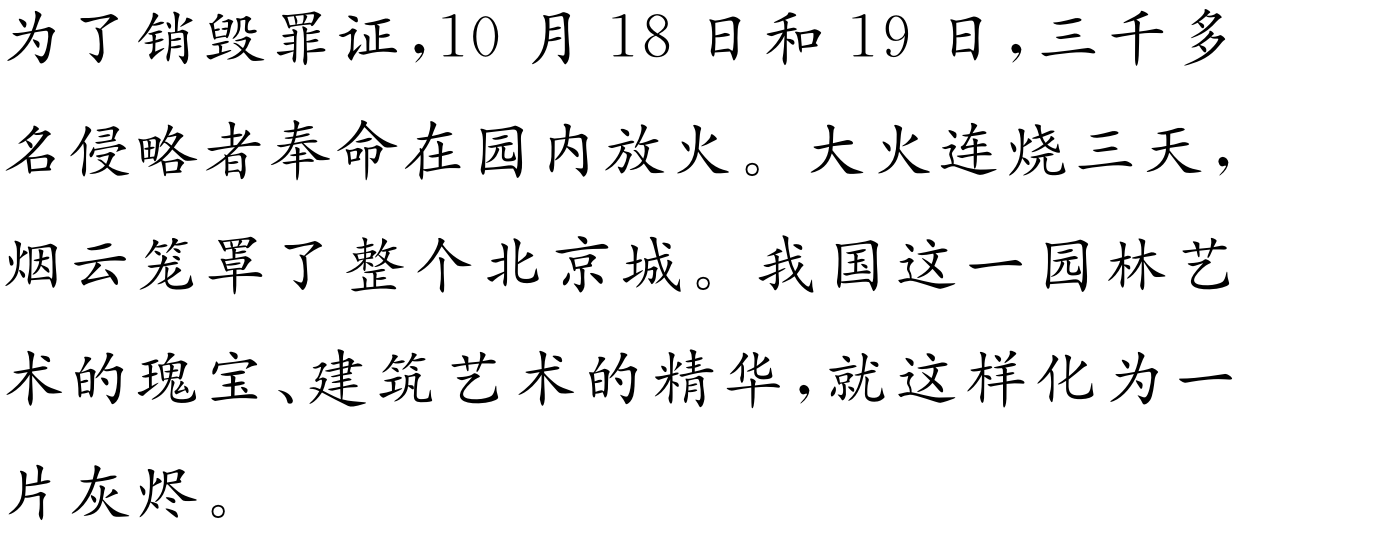 为了销毁罪证,10 月 18 日和 19 日,三千多
名侵略者奉命在园内放火。大火连烧三天,
烟云笼罩了整个北京城。我国这一园林艺
术的瑰宝、建筑艺术的精华,就这样化为一
片灰烬。